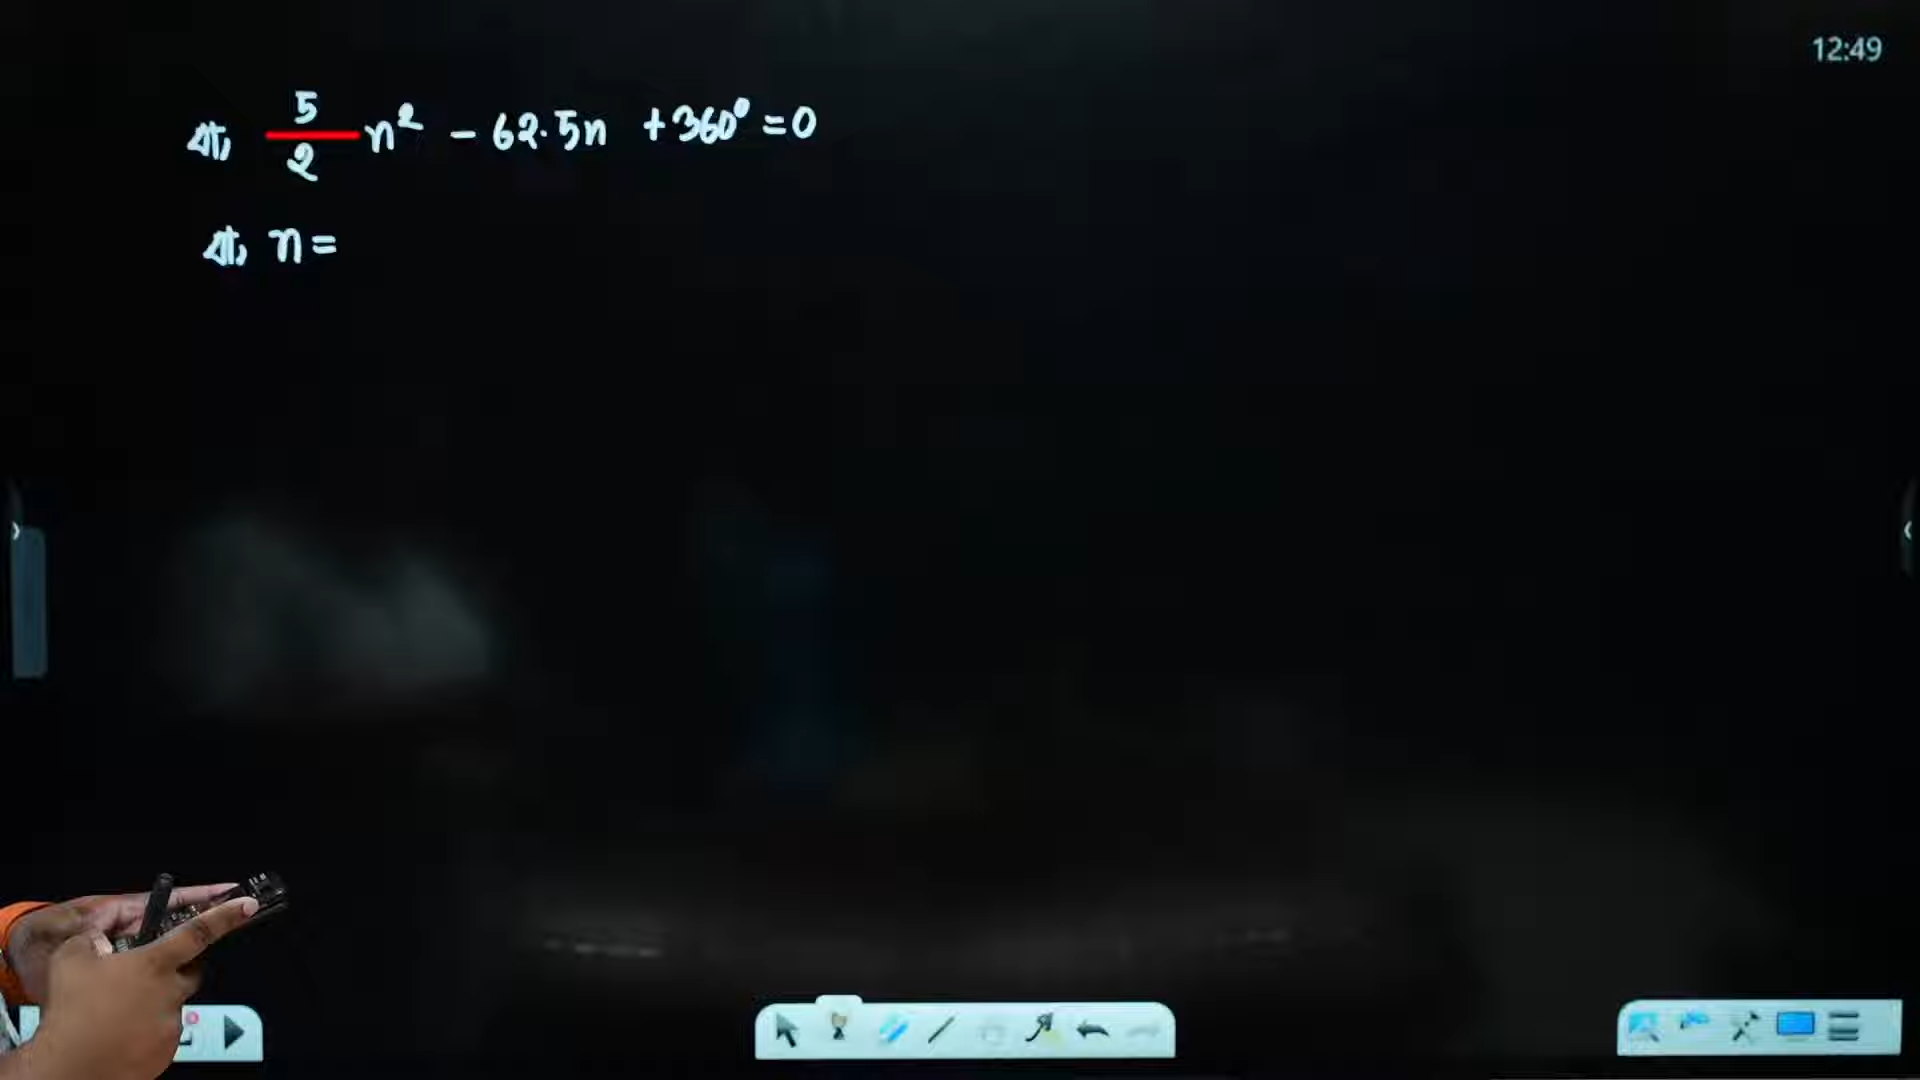 12:49
বা, 5/2 n² - 62.5n + 360° = 0
বা, n =